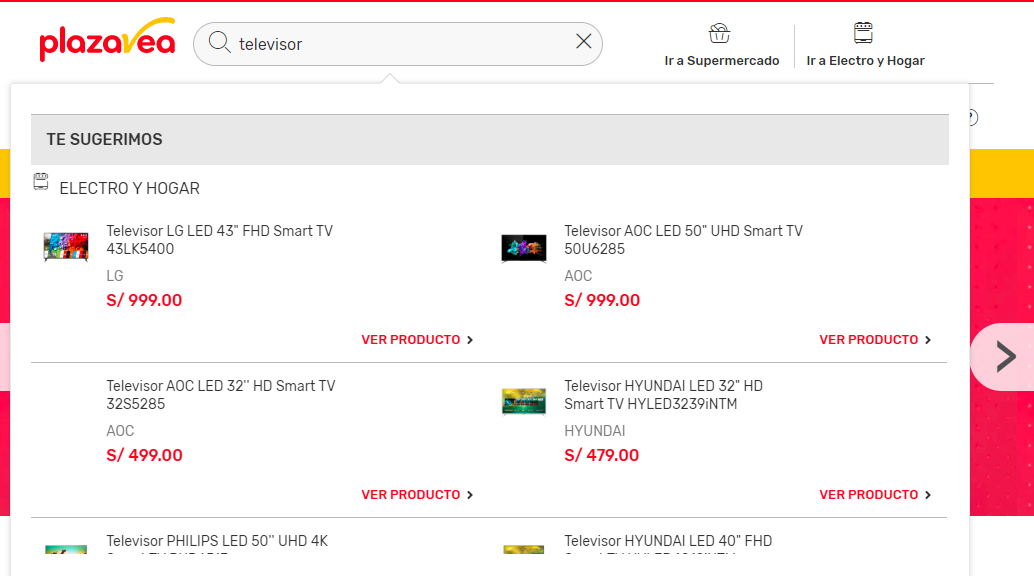 plazavea
televisor
Ir a Supermercado
Ir a Electro y Hogar
?
TE SUGERIMOS
ELECTRO Y HOGAR
Televisor LG LED 43" FHD Smart TV
43LK5400
LG
S/ 999.00
VER PRODUCTO
Televisor AOC LED 50" UHD Smart TV
50U6285
AOC
S/ 999.00
VER PRODUCTO
Televisor AOC LED 32'' HD Smart TV
32S5285
AOC
S/ 499.00
VER PRODUCTO
Televisor HYUNDAI LED 32" HD
Smart TV HYLED3239iNTM
HYUNDAI
S/ 479.00
VER PRODUCTO
Televisor PHILIPS LED 50'' UHD 4K
Televisor HYUNDAI LED 40" FHD